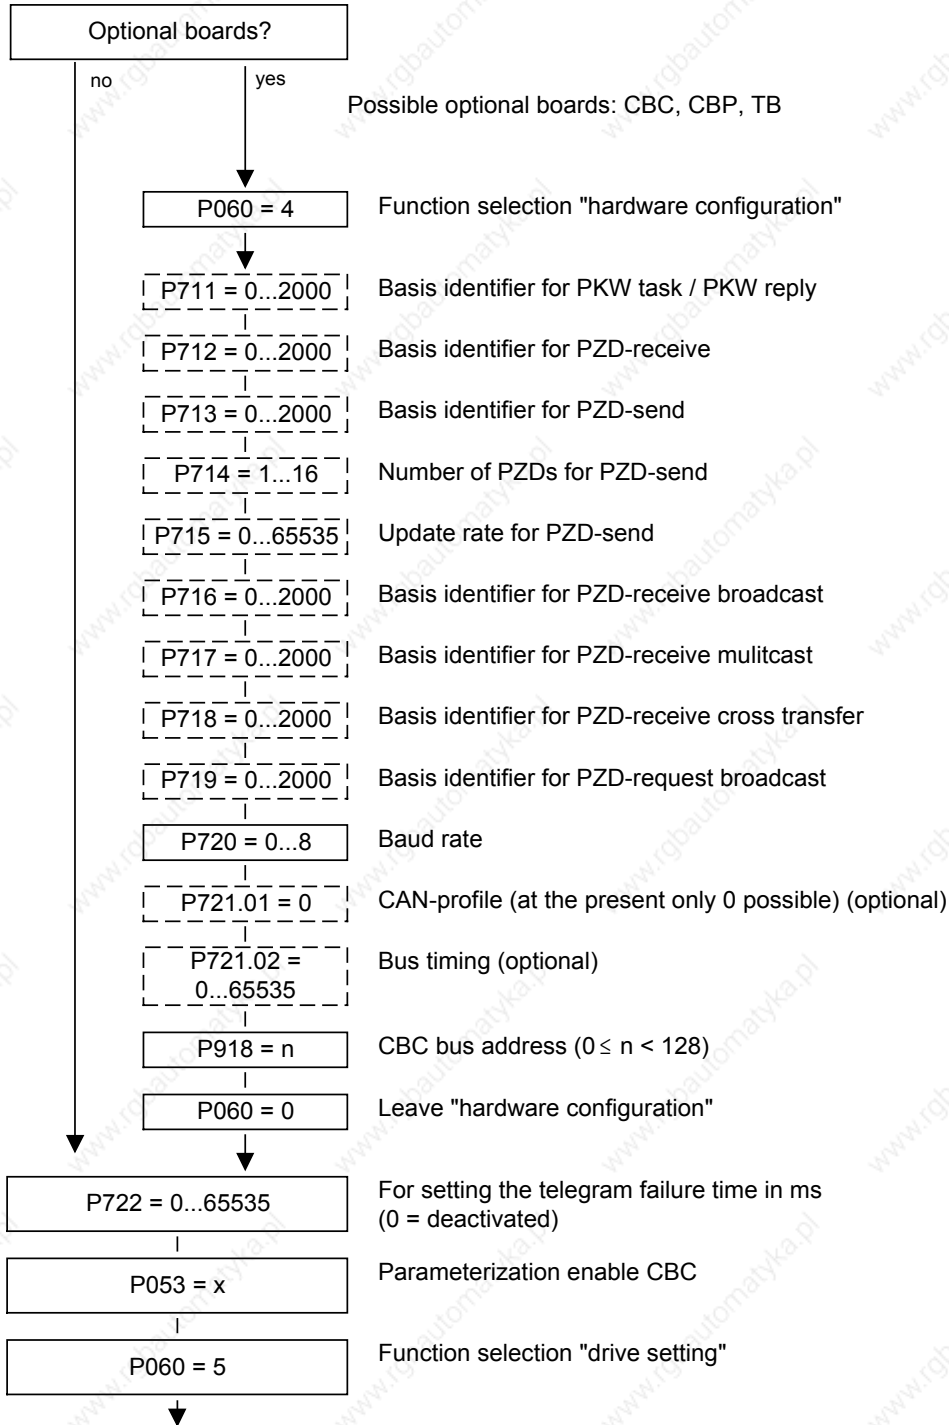 Optional boards?
no
yes
Possible optional boards: CBC, CBP, TB
P060 = 4
Function selection "hardware configuration"
P711 = 0...2000
Basis identifier for PKW task / PKW reply
P712 = 0...2000
Basis identifier for PZD-receive
P713 = 0...2000
Basis identifier for PZD-send
P714 = 1...16
Number of PZDs for PZD-send
P715 = 0...65535
Update rate for PZD-send
P716 = 0...2000
Basis identifier for PZD-receive broadcast
P717 = 0...2000
Basis identifier for PZD-receive mulitcast
P718 = 0...2000
Basis identifier for PZD-receive cross transfer
P719 = 0...2000
Basis identifier for PZD-request broadcast
P720 = 0...8
Baud rate
P721.01 = 0
CAN-profile (at the present only 0 possible) (optional)
P721.02 =
0...65535
Bus timing (optional)
P918 = n
CBC bus address (0 ≤ n < 128)
P060 = 0
Leave "hardware configuration"
P722 = 0...65535
For setting the telegram failure time in ms
(0 = deactivated)
P053 = x
Parameterization enable CBC
P060 = 5
Function selection "drive setting"
www.rgbautomatyka.pl